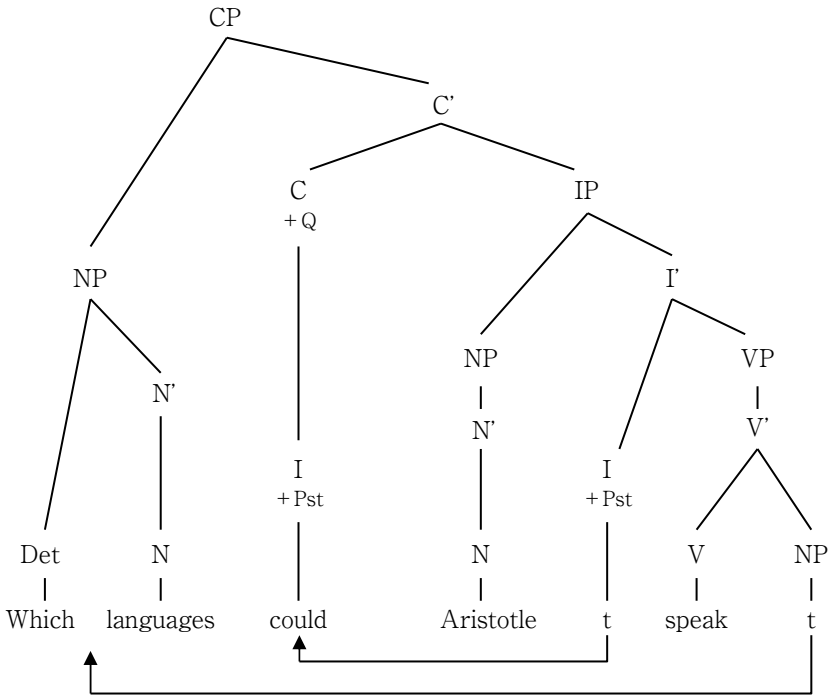 CP
C'
C IP
+Q
NP I'
NP VP
N' N' V'
I I
+Pst +Pst
Det N N V NP
Which languages could Aristotle t speak t